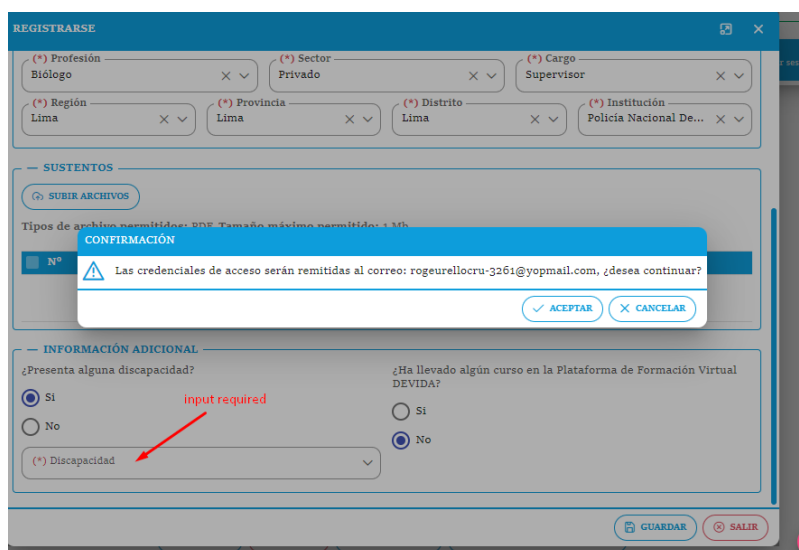 REGISTRARSE
(*) Profesión
Biólogo
(*) Sector
Privado
(*) Cargo
Supervisor
(*) Región
Lima
(*) Provincia
Lima
(*) Distrito
Lima
(*) Institución
Policía Nacional De...
SUSTENTOS
SUBIR ARCHIVOS
Tipos de archivo permitidos: PDF. Tamaño máximo permitido: 1 Mb
Nº
CONFIRMACIÓN
Las credenciales de acceso serán remitidas al correo: rogeurellocru-3261@yopmail.com, ¿desea continuar?
ACEPTAR
CANCELAR
INFORMACIÓN ADICIONAL
¿Presenta alguna discapacidad?
Si
No
input required
(*) Discapacidad
¿Ha llevado algún curso en la Plataforma de Formación Virtual
DEVIDA?
Si
No
GUARDAR
SALIR